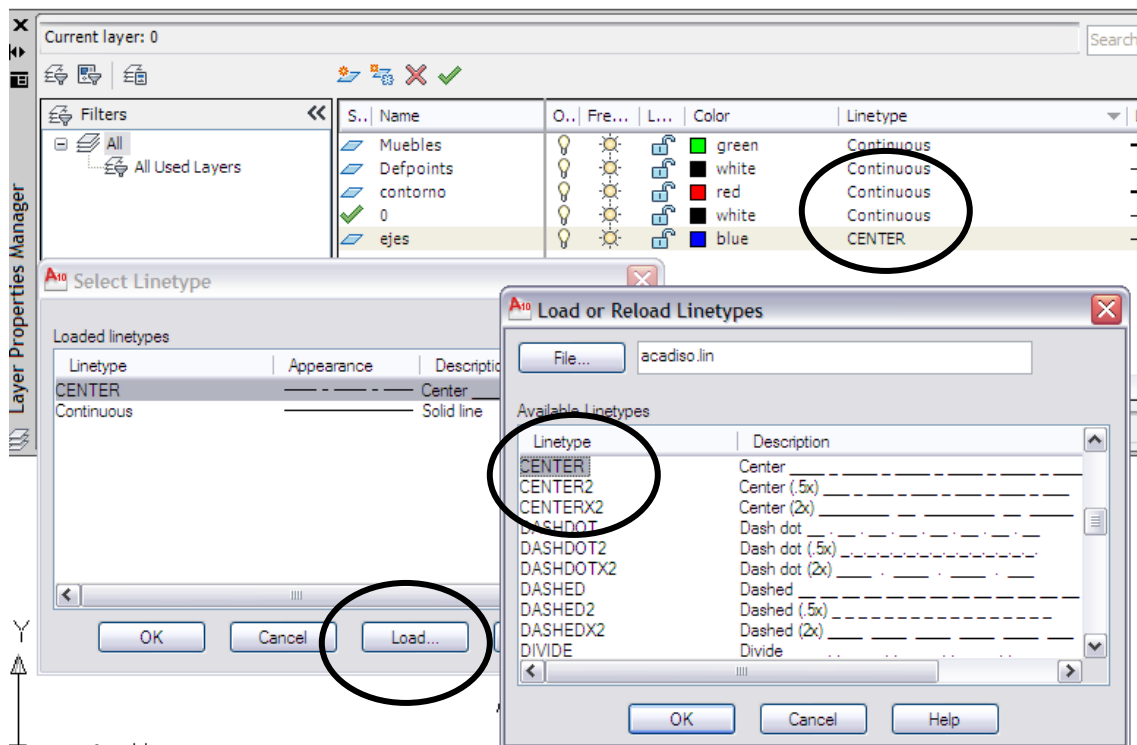 Current layer: 0
Search
Filters
All
All Used Layers
S.. Name O.. Fre... L... Color Linetype
Muebles green Continuous
Defpoints white Continuous
contorno red Continuous
0 white Continuous
ejes blue CENTER
Layer Properties Manager
A10 Select Linetype
Loaded linetypes
Linetype Appearance Descriptio
CENTER Center
Continuous Solid line
OK Cancel Load...
A10 Load or Reload Linetypes
File... acadiso.lin
Available Linetypes
Linetype Description
CENTER Center
CENTER2 Center (.5x)
CENTERX2 Center (2x)
DASHDOT Dash dot
DASHDOT2 Dash dot (.5x)
DASHDOTX2 Dash dot (2x)
DASHED Dashed
DASHED2 Dashed (.5x)
DASHEDX2 Dashed (2x)
DIVIDE Divide
OK Cancel Help
Y